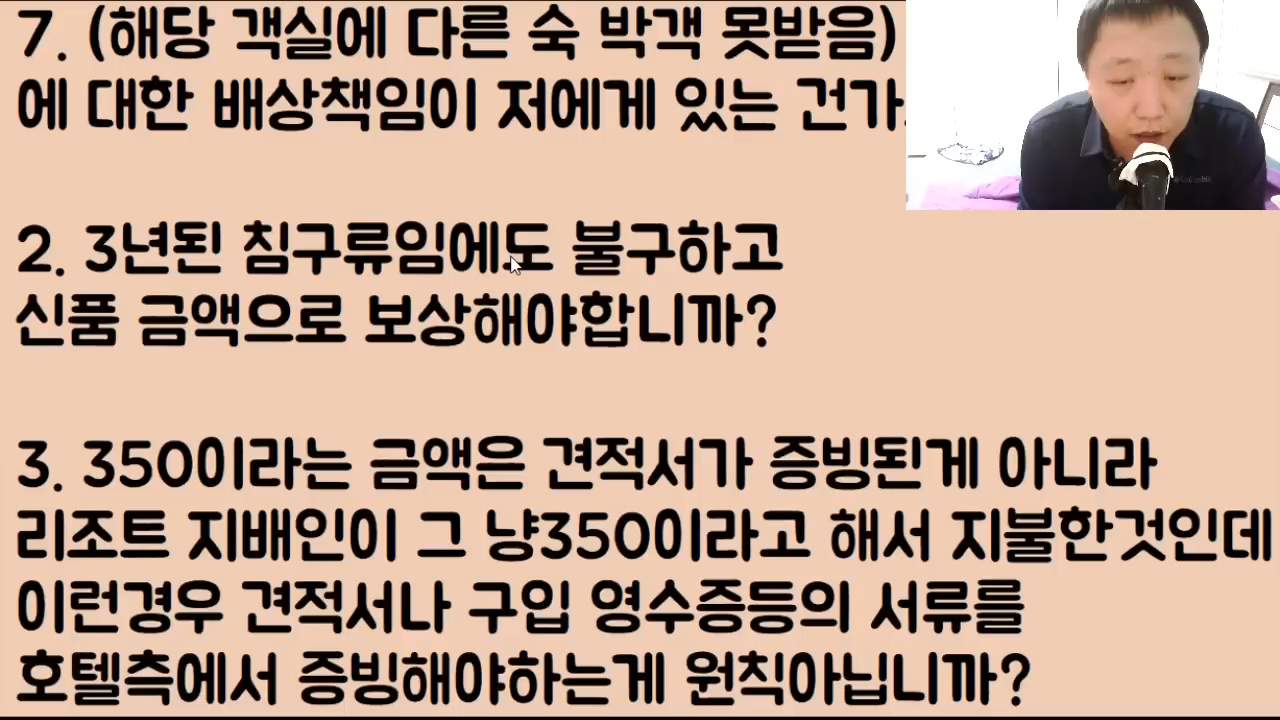 7. (해당 객실에 다른 숙 박객 못받음)
에 대한 배상책임이 저에게 있는 건가
2. 3년된 침구류임에도 불구하고
신품 금액으로 보상해야합니까?
3. 350이라는 금액은 견적서가 증빙된게 아니라
리조트 지배인이 그 냥350이라고 해서 지불한것인데
이런경우 견적서나 구입 영수증등의 서류를
호텔측에서 증빙해야하는게 원칙아닙니까?